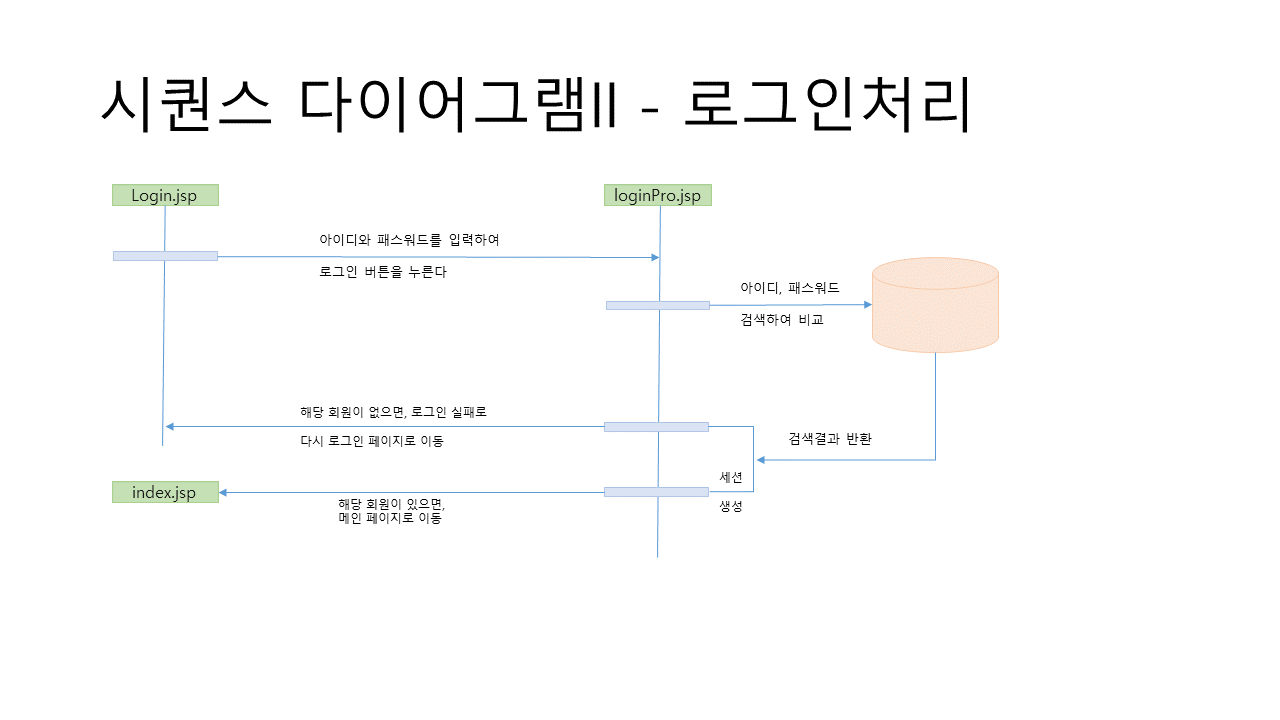 시퀀스 다이어그램II - 로그인처리
Login.jsp
loginPro.jsp
아이디와 패스워드를 입력하여
로그인 버튼을 누른다
아이디, 패스워드
검색하여 비교
해당 회원이 없으면, 로그인 실패로
다시 로그인 페이지로 이동
검색결과 반환
세션
생성
index.jsp
해당 회원이 있으면,
메인 페이지로 이동